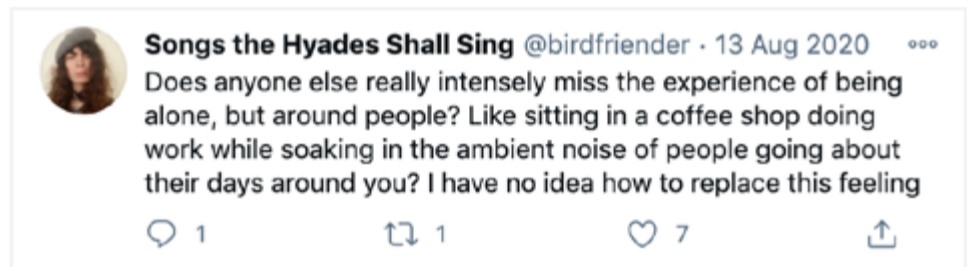 Songs the Hyades Shall Sing @birdfriender · 13 Aug 2020
Does anyone else really intensely miss the experience of being
alone, but around people? Like sitting in a coffee shop doing
work while soaking in the ambient noise of people going about
their days around you? I have no idea how to replace this feeling
1 1 7